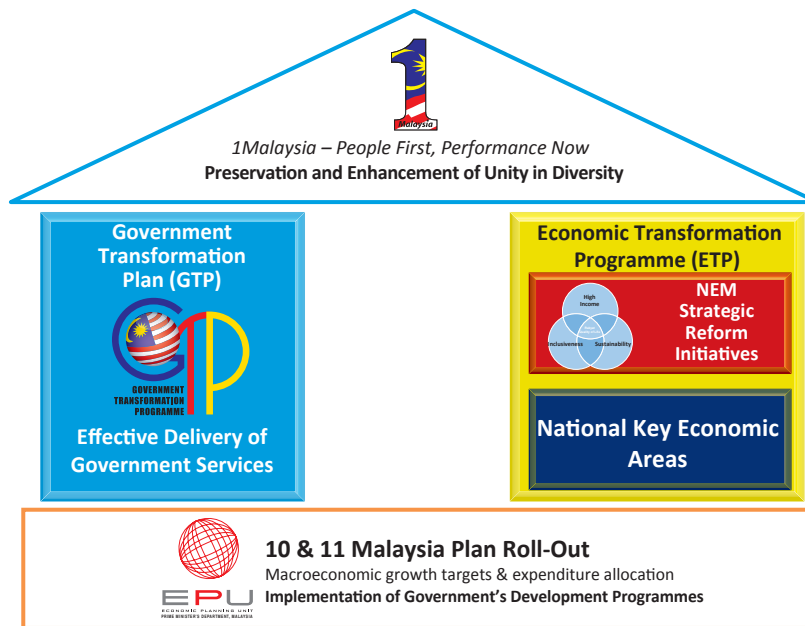 1
Malaysia
1Malaysia – People First, Performance Now
Preservation and Enhancement of Unity in Diversity
Government
Transformation
Plan (GTP)
GTP
GOVERNMENT
TRANSFORMATION
PROGRAMME
Effective Delivery of
Government Services
Economic Transformation
Programme (ETP)
High
Income
Inclusiveness
Sustainability
NEM
Strategic
Reform
Initiatives
National Key Economic
Areas
EPU
ECONOMIC PLANNING UNIT
PRIME MINISTER'S DEPARTMENT, MALAYSIA
10 & 11 Malaysia Plan Roll-Out
Macroeconomic growth targets & expenditure allocation
Implementation of Government's Development Programmes